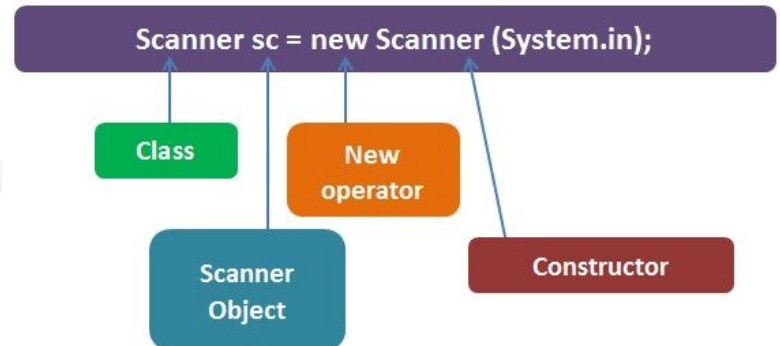 Scanner sc = new Scanner (System.in);
Class
New
operator
Scanner
Object
Constructor